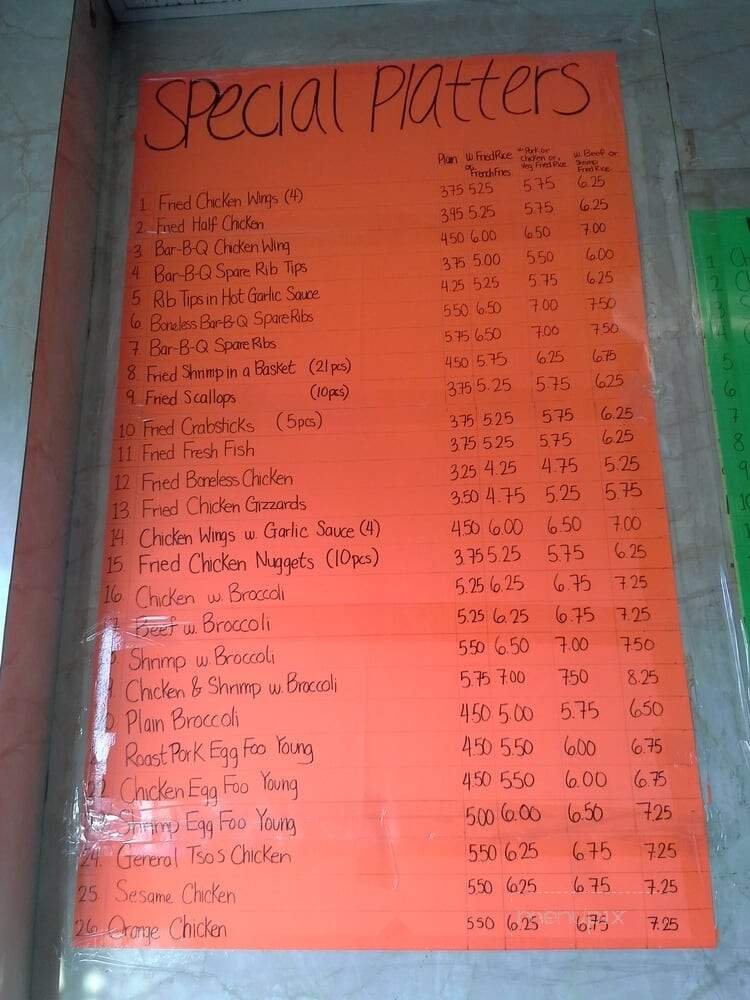 Special Platters
Plain w. Fried Rice or French Fries w. Pork or Chicken or Veg. Fried Rice w. Beef or Shrimp Fried Rice
1. Fried Chicken Wings (4) 3.75 5.25 5.75 6.25
2. Fried Half Chicken 3.95 5.25 5.75 6.25
3 Bar-B-Q Chicken Wing 4.50 6.00 6.50 7.00
4 Bar-B-Q Spare Rib Tips 3.75 5.00 5.50 6.00
5 Rib Tips in Hot Garlic Sauce 4.25 5.25 5.75 6.25
6 Boneless Bar-B-Q Spare Ribs 5.50 6.50 7.00 7.50
7. Bar-B-Q Spare Ribs 5.75 6.50 7.00 7.50
8. Fried Shrimp in a Basket (21 pcs) 4.50 5.75 6.25 6.75
9. Fried Scallops (10pcs) 3.75 5.25 5.75 6.25
10 Fried Crabsticks (5pcs) 3.75 5.25 5.75 6.25
11 Fried Fresh Fish 3.75 5.25 5.75 6.25
12 Fried Boneless Chicken 3.25 4.25 4.75 5.25
13. Fried Chicken Gizzards 3.50 4.75 5.25 5.75
14. Chicken Wings w. Garlic Sauce (4) 4.50 6.00 6.50 7.00
15. Fried Chicken Nuggets (10pcs) 3.75 5.25 5.75 6.25
16. Chicken w. Broccoli 5.25 6.25 6.75 7.25
Beef w. Broccoli 5.25 6.25 6.75 7.25
Shrimp w. Broccoli 5.50 6.50 7.00 7.50
Chicken & Shrimp w. Broccoli 5.75 7.00 7.50 8.25
Plain Broccoli 4.50 5.00 5.75 6.50
Roast Pork Egg Foo Young 4.50 5.50 6.00 6.75
22 Chicken Egg Foo Young 4.50 5.50 6.00 6.75
Shrimp Egg Foo Young 5.00 6.00 6.50 7.25
24. General Tso's Chicken 5.50 6.25 6.75 7.25
25. Sesame Chicken 5.50 6.25 6.75 7.25
26. Orange Chicken 5.50 6.25 6.75 7.25
menupix
1
2
3
4
5
6
7
8
9